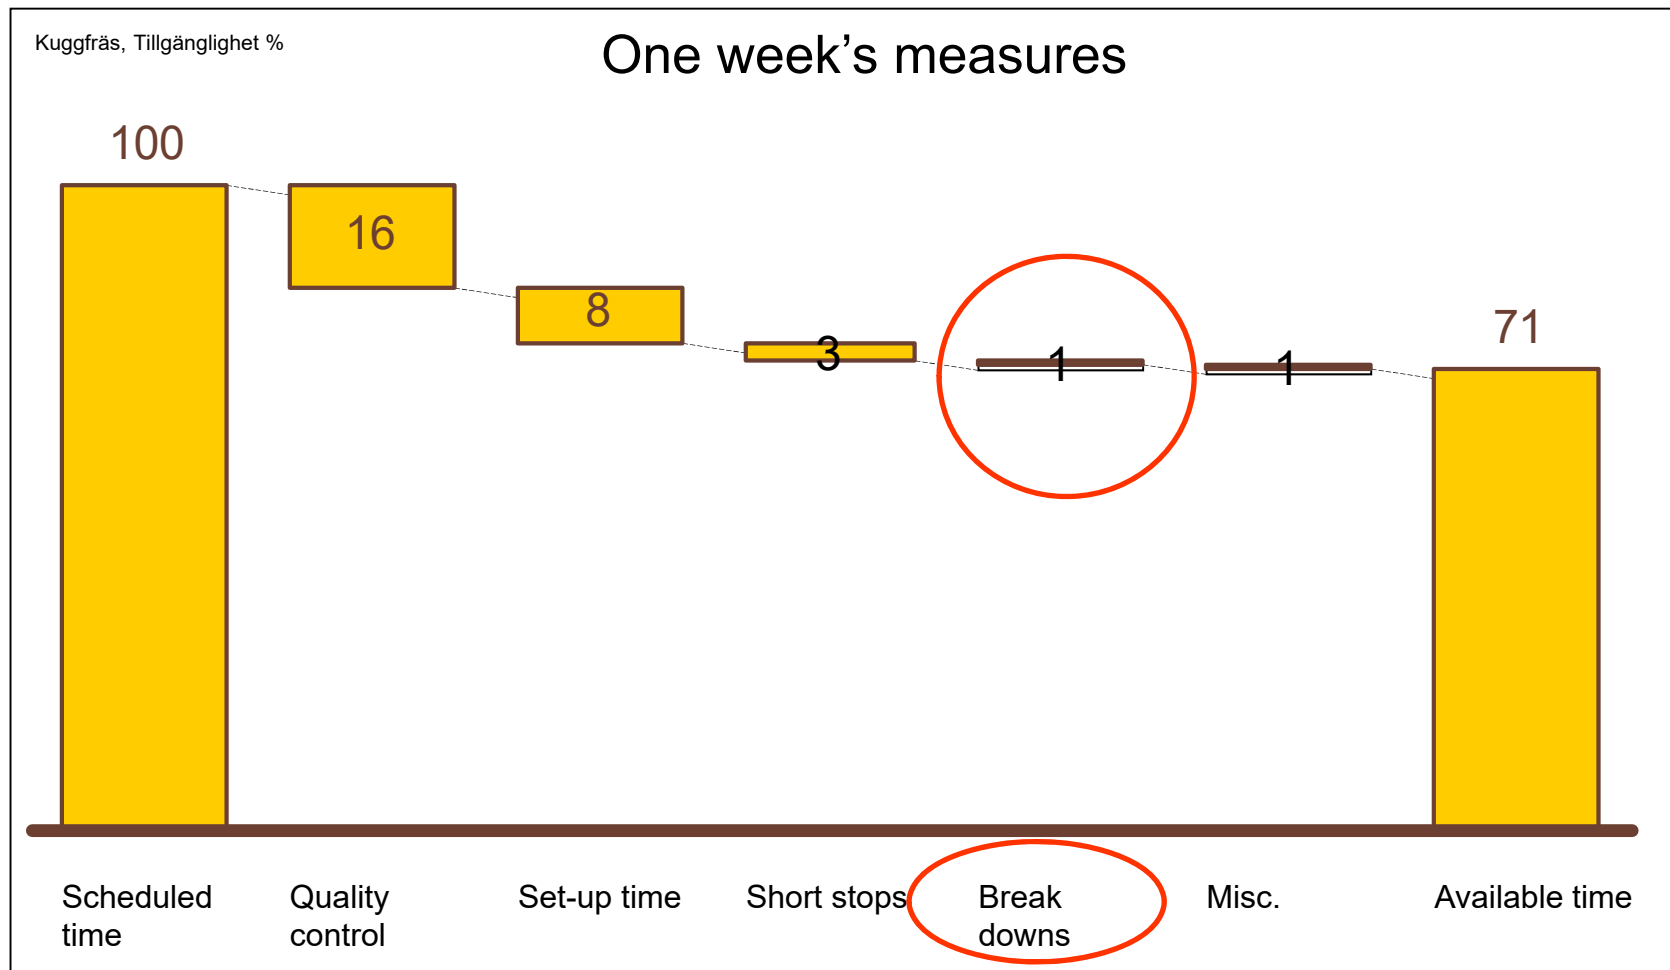 Kuggfräs, Tillgänglighet %
One week’s measures
100
16
8
3
1
1
71
Scheduled
time
Quality
control
Set-up time
Short stops
Break
downs
Misc.
Available time